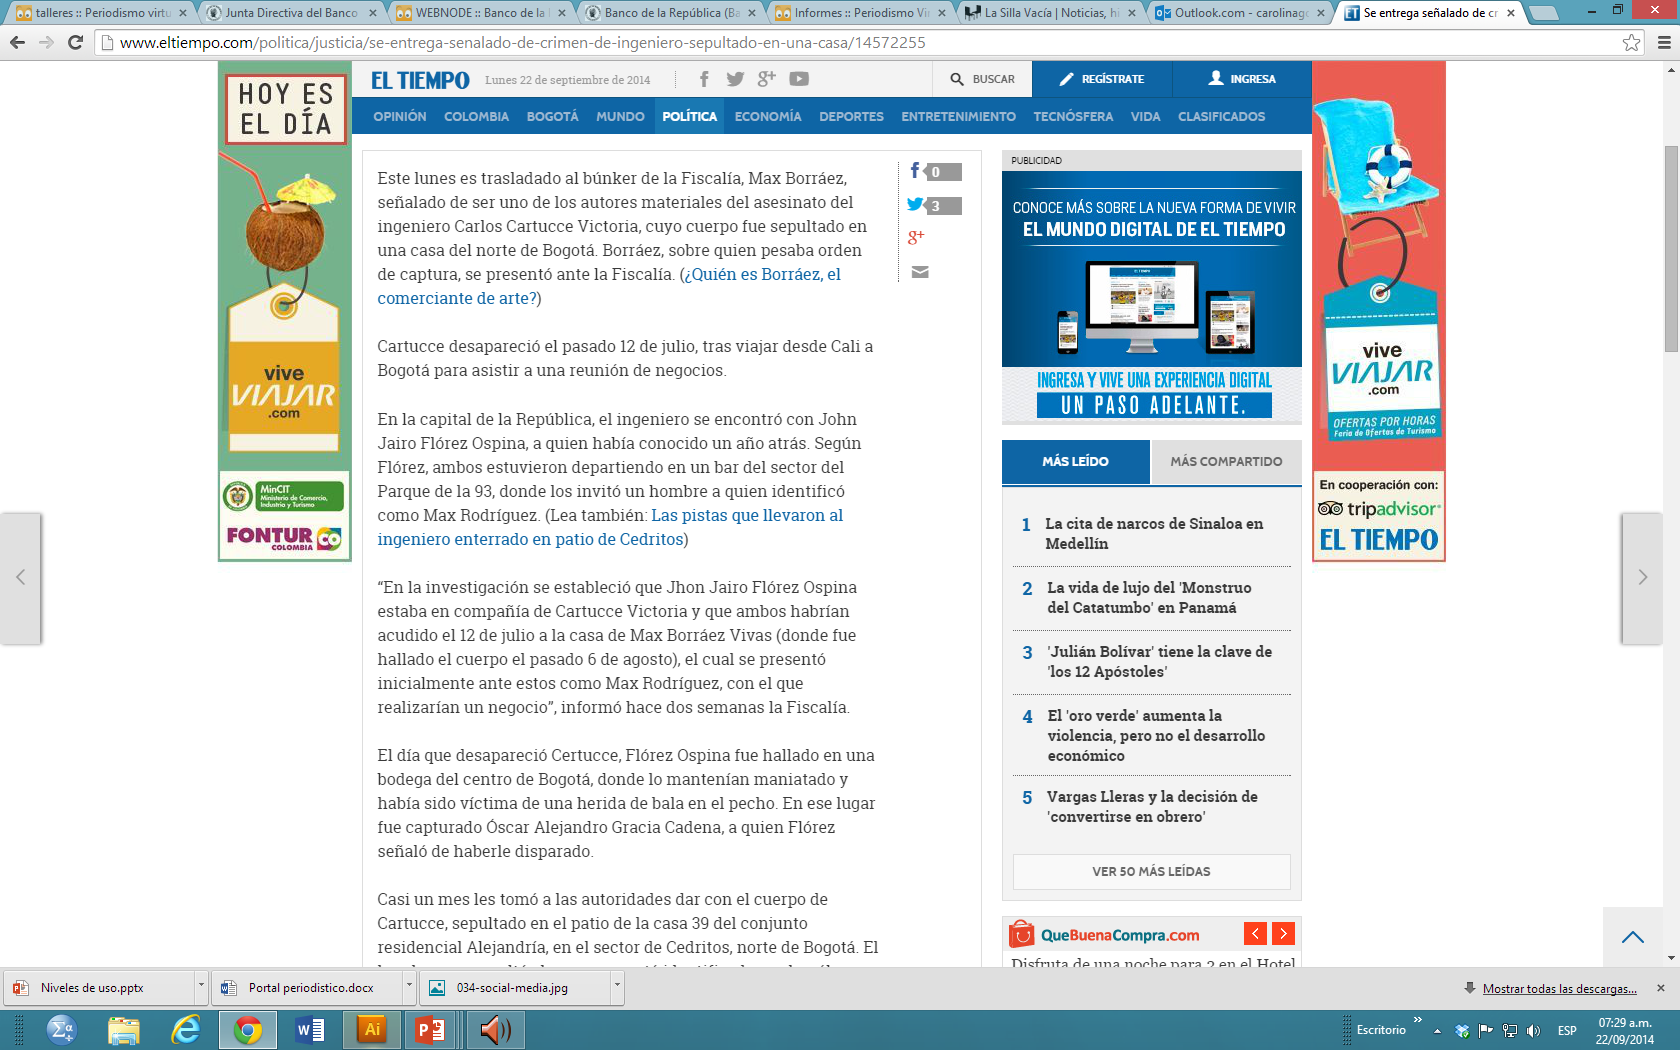 talleres :: Periodismo virtu
Junta Directiva del Banco
WEBNODE :: Banco de la
Banco de la República (Ba
Informes :: Periodismo Vir
La Silla Vacía | Noticias, hi
Outlook.com - carolinag
Se entrega señalado de c
www.eltiempo.com/politica/justicia/se-entrega-senalado-de-crimen-de-ingeniero-sepultado-en-una-casa/14572255
HOY ES
EL DÍA
vive
VIAJAR
.com
MinCIT
Ministerio de Comercio,
Industria y Turismo
FONTUR
COLOMBIA
EL TIEMPO
Lunes 22 de septiembre de 2014
BUSCAR
REGÍSTRATE
INGRESA
OPINIÓN COLOMBIA BOGOTÁ MUNDO POLÍTICA ECONOMÍA DEPORTES ENTRETENIMIENTO TECNÓSFERA VIDA CLASIFICADOS
Este lunes es trasladado al búnker de la Fiscalía, Max Borráez,
señalado de ser uno de los autores materiales del asesinato del
ingeniero Carlos Cartucce Victoria, cuyo cuerpo fue sepultado en
una casa del norte de Bogotá. Borráez, sobre quien pesaba orden
de captura, se presentó ante la Fiscalía. (¿Quién es Borráez, el
comerciante de arte?)
Cartucce desapareció el pasado 12 de julio, tras viajar desde Cali a
Bogotá para asistir a una reunión de negocios.
En la capital de la República, el ingeniero se encontró con John
Jairo Flórez Ospina, a quien había conocido un año atrás. Según
Flórez, ambos estuvieron departiendo en un bar del sector del
Parque de la 93, donde los invitó un hombre a quien identificó
como Max Rodríguez. (Lea también: Las pistas que llevaron al
ingeniero enterrado en patio de Cedritos)
“En la investigación se estableció que Jhon Jairo Flórez Ospina
estaba en compañía de Cartucce Victoria y que ambos habrían
acudido el 12 de julio a la casa de Max Borráez Vivas (donde fue
hallado el cuerpo el pasado 6 de agosto), el cual se presentó
inicialmente ante estos como Max Rodríguez, con el que
realizarían un negocio”, informó hace dos semanas la Fiscalía.
El día que desapareció Certucce, Flórez Ospina fue hallado en una
bodega del centro de Bogotá, donde lo mantenían maniatado y
había sido víctima de una herida de bala en el pecho. En ese lugar
fue capturado Óscar Alejandro Gracia Cadena, a quien Flórez
señaló de haberle disparado.
Casi un mes les tomó a las autoridades dar con el cuerpo de
Cartucce, sepultado en el patio de la casa 39 del conjunto
residencial Alejandría, en el sector de Cedritos, norte de Bogotá. El
0
3
g+
PUBLICIDAD
CONOCE MÁS SOBRE LA NUEVA FORMA DE VIVIR
EL MUNDO DIGITAL DE EL TIEMPO
INGRESA Y VIVE UNA EXPERIENCIA DIGITAL
UN PASO ADELANTE.
MÁS LEÍDO
MÁS COMPARTIDO
1 La cita de narcos de Sinaloa en
Medellín
2 La vida de lujo del 'Monstruo
del Catatumbo' en Panamá
3 'Julián Bolívar' tiene la clave de
'los 12 Apóstoles'
4 El 'oro verde' aumenta la
violencia, pero no el desarrollo
económico
5 Vargas Lleras y la decisión de
'convertirse en obrero'
VER 50 MÁS LEÍDAS
QueBuenaCompra.com
Disfruta de una noche para 2 en el Hotel
vive
VIAJAR
.com
OFERTAS POR HORAS
Feria de Ofertas de Turismo
En cooperación con:
tripadvisor
EL TIEMPO
Niveles de uso.pptx
Portal periodistico.docx
034-social-media.jpg
Mostrar todas las descargas...
Ai
Escritorio
ESP
07:29 a.m.
22/09/2014